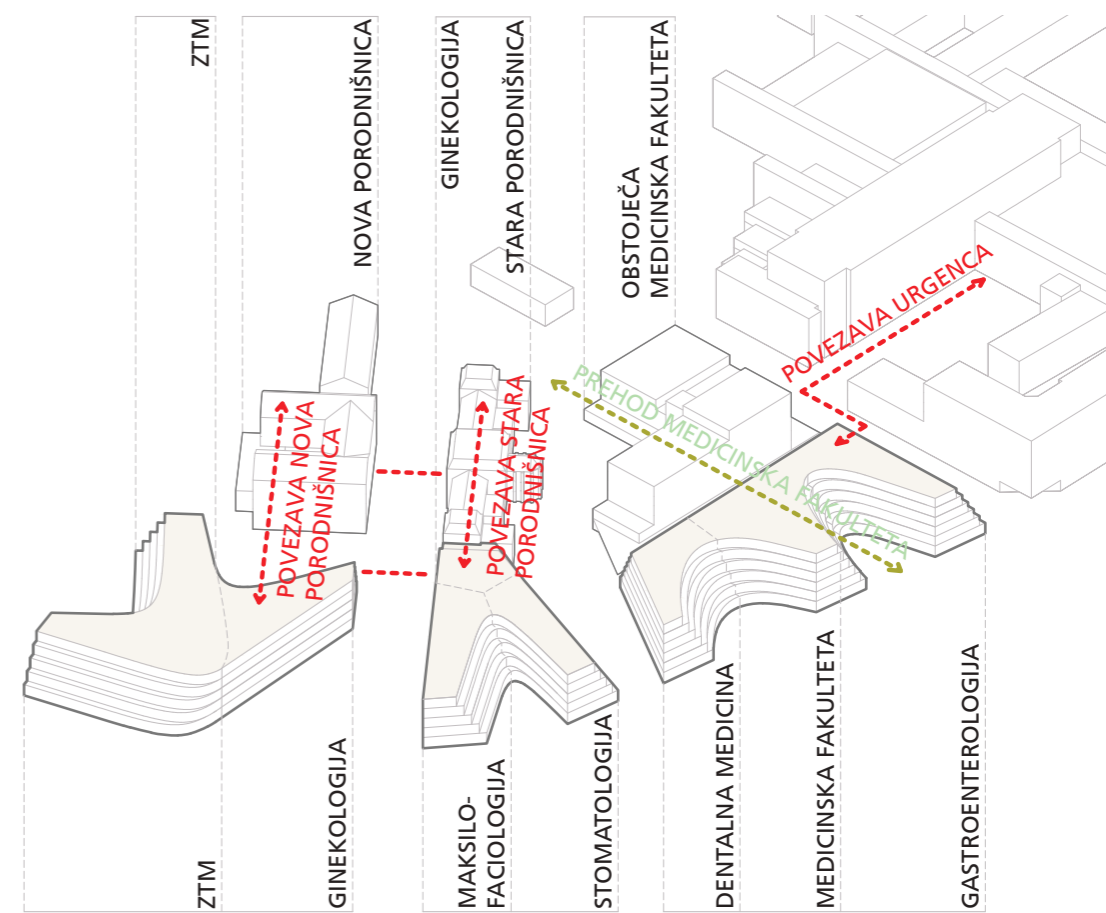 ZTM
NOVA PORODNIŠNICA
GINEKOLOGIJA
STARA PORODNIŠNICA
OBSTOJEČA
MEDICINSKA FAKULTETA
POVEZAVA URGENCA
PREHOD MEDICINSKA FAKULTETA
POVEZAVA NOVA
PORODNIŠNICA
POVEZAVA STARA
PORODNIŠNICA
ZTM
GINEKOLOGIJA
MAKSILO-
FACIOLOGIJA
STOMATOLOGIJA
DENTALNA MEDICINA
MEDICINSKA FAKULTETA
GASTROENTEROLOGIJA